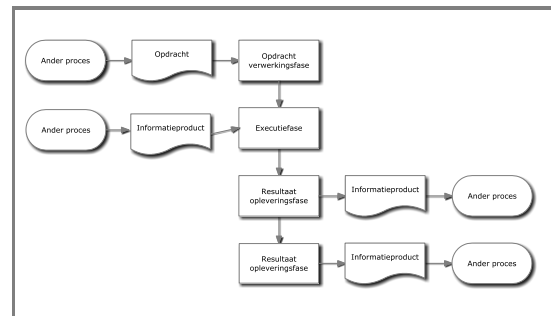 Ander proces
Opdracht
Opdracht
verwerkingsfase
Ander proces
Informatieproduct
Executiefase
Resultaat
opleveringsfase
Informatieproduct
Ander proces
Resultaat
opleveringsfase
Informatieproduct
Ander proces